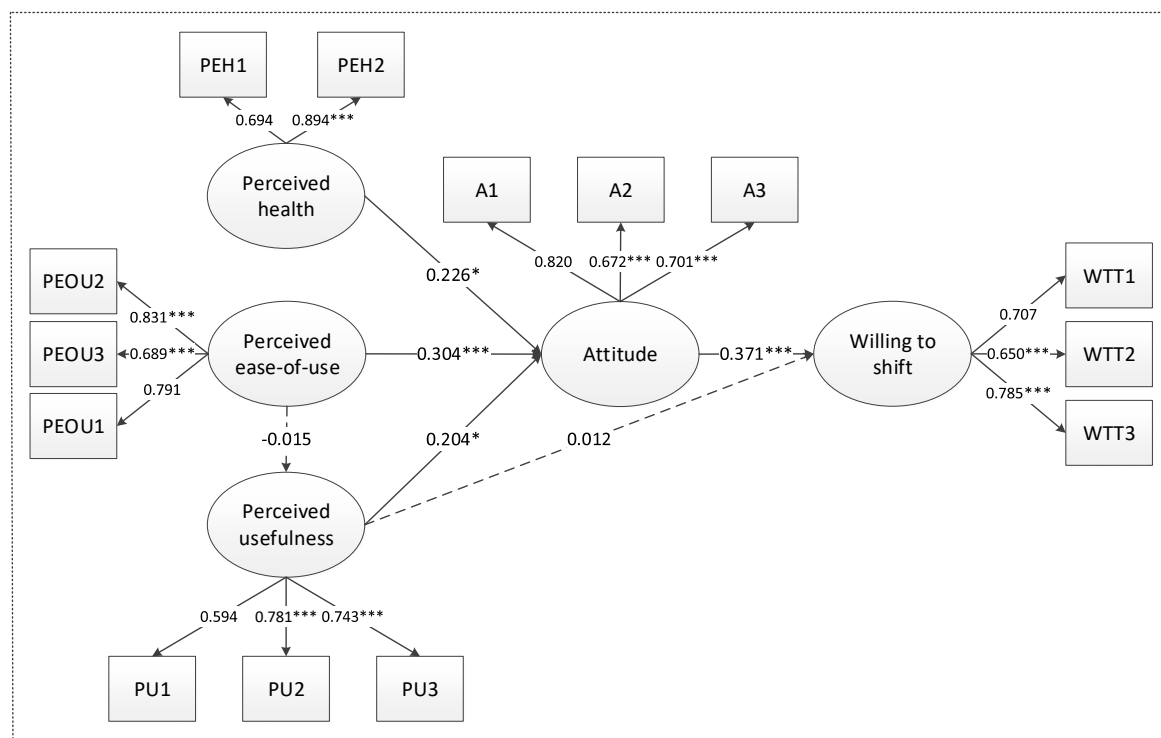 PEH1
PEH2
0.694
0.894***
Perceived
health
A1
A2
A3
0.820
0.672***
0.701***
0.226*
PEOU2
PEOU3
PEOU1
0.831***
0.689***
0.791
Perceived
ease-of-use
0.304***
Attitude
0.371***
Willing to
shift
WTT1
WTT2
WTT3
0.707
0.650***
0.785***
-0.015
0.204*
0.012
Perceived
usefulness
0.594
0.781***
0.743***
PU1
PU2
PU3